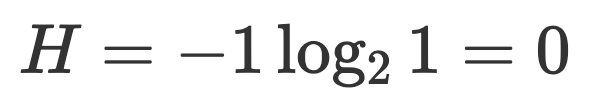 H = −1 log₂ 1 = 0